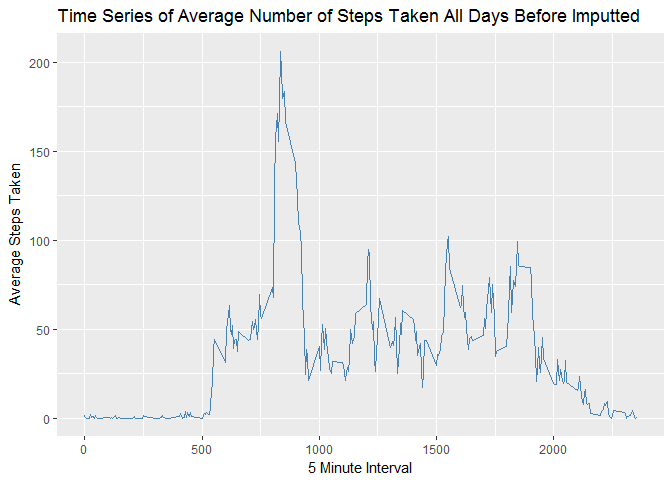 Time Series of Average Number of Steps Taken All Days Before Imputted
200
150
100
50
0
Average Steps Taken
0 500 1000 1500 2000
5 Minute Interval